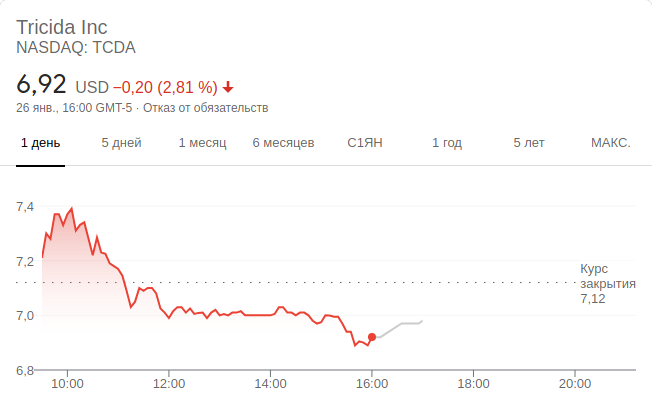 Tricida Inc
NASDAQ: TCDA
6,92 USD −0,20 (2,81 %)
26 янв., 16:00 GMT-5 · Отказ от обязательств
1 день 5 дней 1 месяц 6 месяцев С1ЯН 1 год 5 лет МАКС.
7,4
7,2
Курс
закрытия
7,12
7,0
6,8
10:00 12:00 14:00 16:00 18:00 20:00